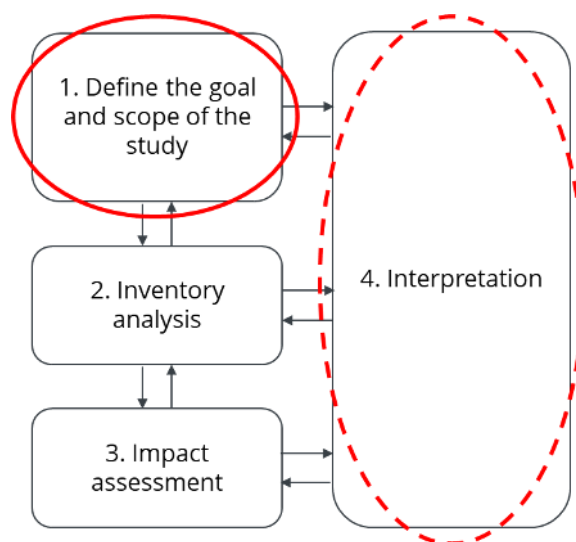 1. Define the goal
and scope of the
study
2. Inventory
analysis
3. Impact
assessment
4. Interpretation